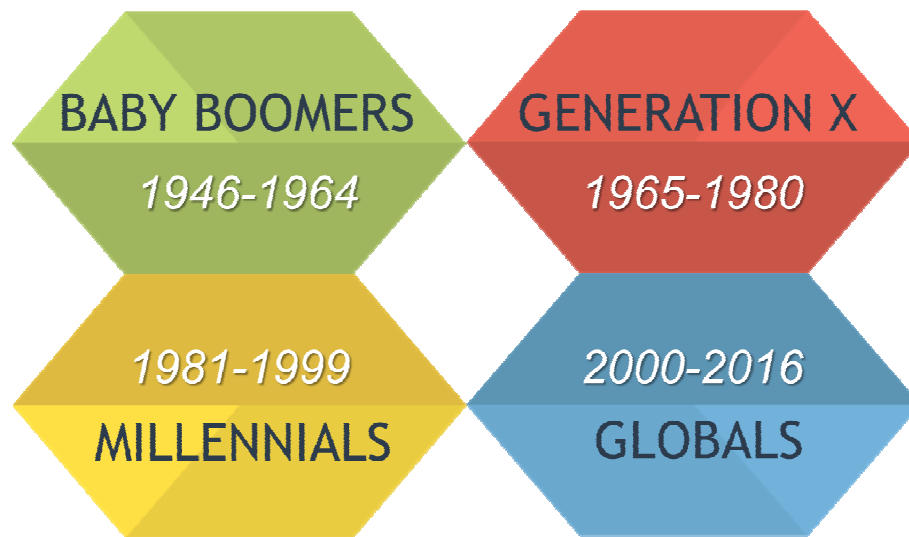 BABY BOOMERS
1946-1964
GENERATION X
1965-1980
1981-1999
MILLENNIALS
2000-2016
GLOBALS